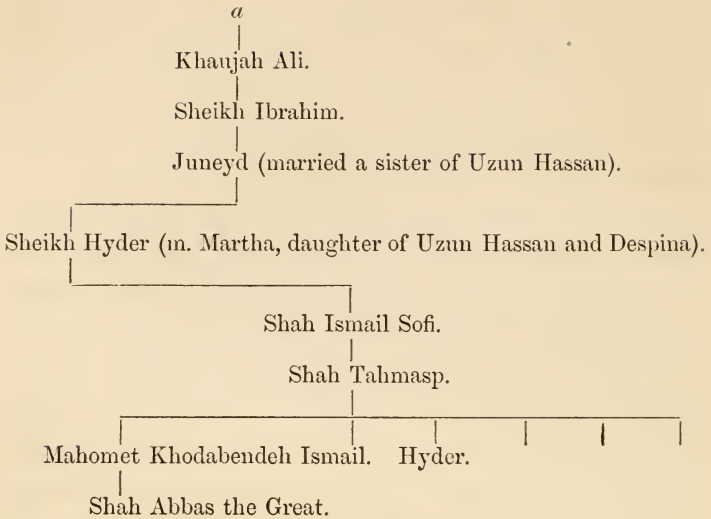 a
Khaujah Ali.
Sheikh Ibrahim.
Juneyd (married a sister of Uzun Hassan).
Sheikh Hyder (m. Martha, daughter of Uzun Hassan and Despina).
Shah Ismail Sofi.
Shah Tahmasp.
Mahomet Khodabendeh Ismail. Hyder.
Shah Abbas the Great.